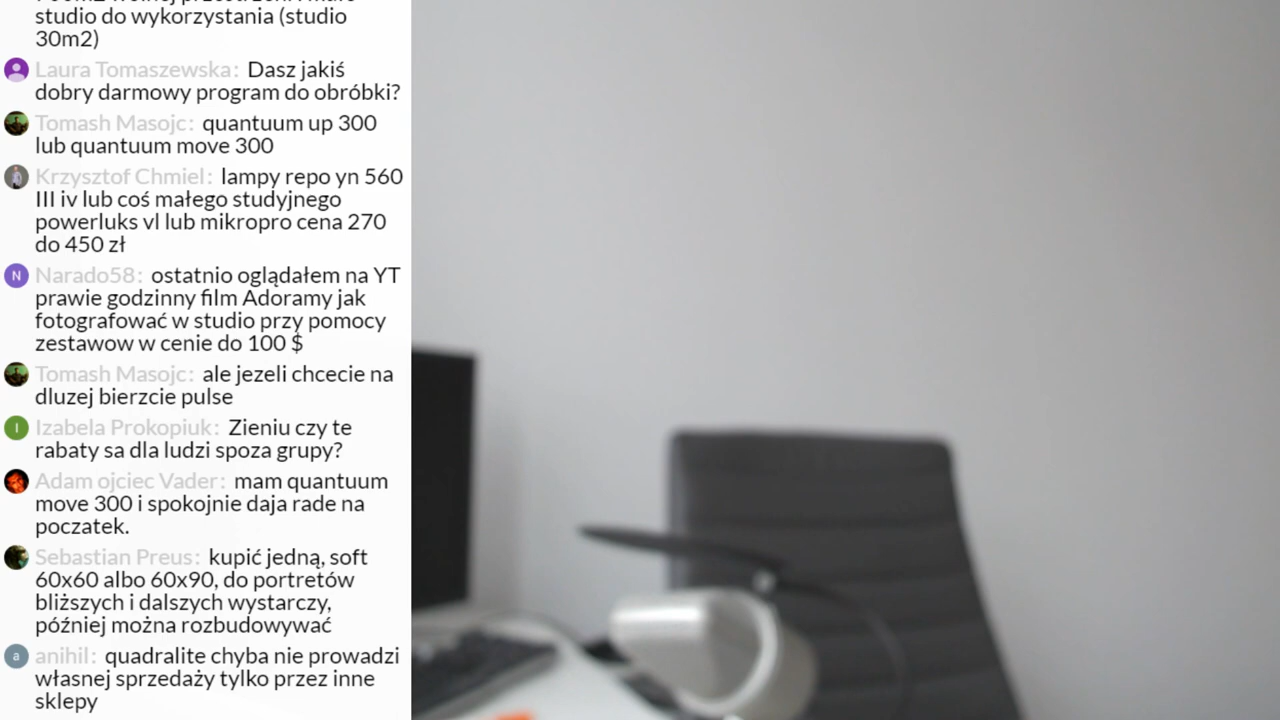 studio do wykorzystania (studio
30m2)
Laura Tomaszewska: Dasz jakiś
dobry darmowy program do obróbki?
Tomash Masojc: quantuum up 300
lub quantuum move 300
Krzysztof Chmiel: lampy repo yn 560
III iv lub coś małego studyjnego
powerluks vl lub mikropro cena 270
do 450 zł
N Narado58: ostatnio oglądałem na YT
prawie godzinny film Adoramy jak
fotografować w studio przy pomocy
zestawow w cenie do 100 $
Tomash Masojc: ale jezeli chcecie na
dluzej bierzcie pulse
I Izabela Prokopiuk: Zieniu czy te
rabaty sa dla ludzi spoza grupy?
Adam ojciec Vader: mam quantuum
move 300 i spokojnie daja rade na
poczatek.
Sebastian Preus: kupić jedną, soft
60x60 albo 60x90, do portretów
bliższych i dalszych wystarczy,
później można rozbudowywać
a anihil: quadralite chyba nie prowadzi
własnej sprzedaży tylko przez inne
sklepy